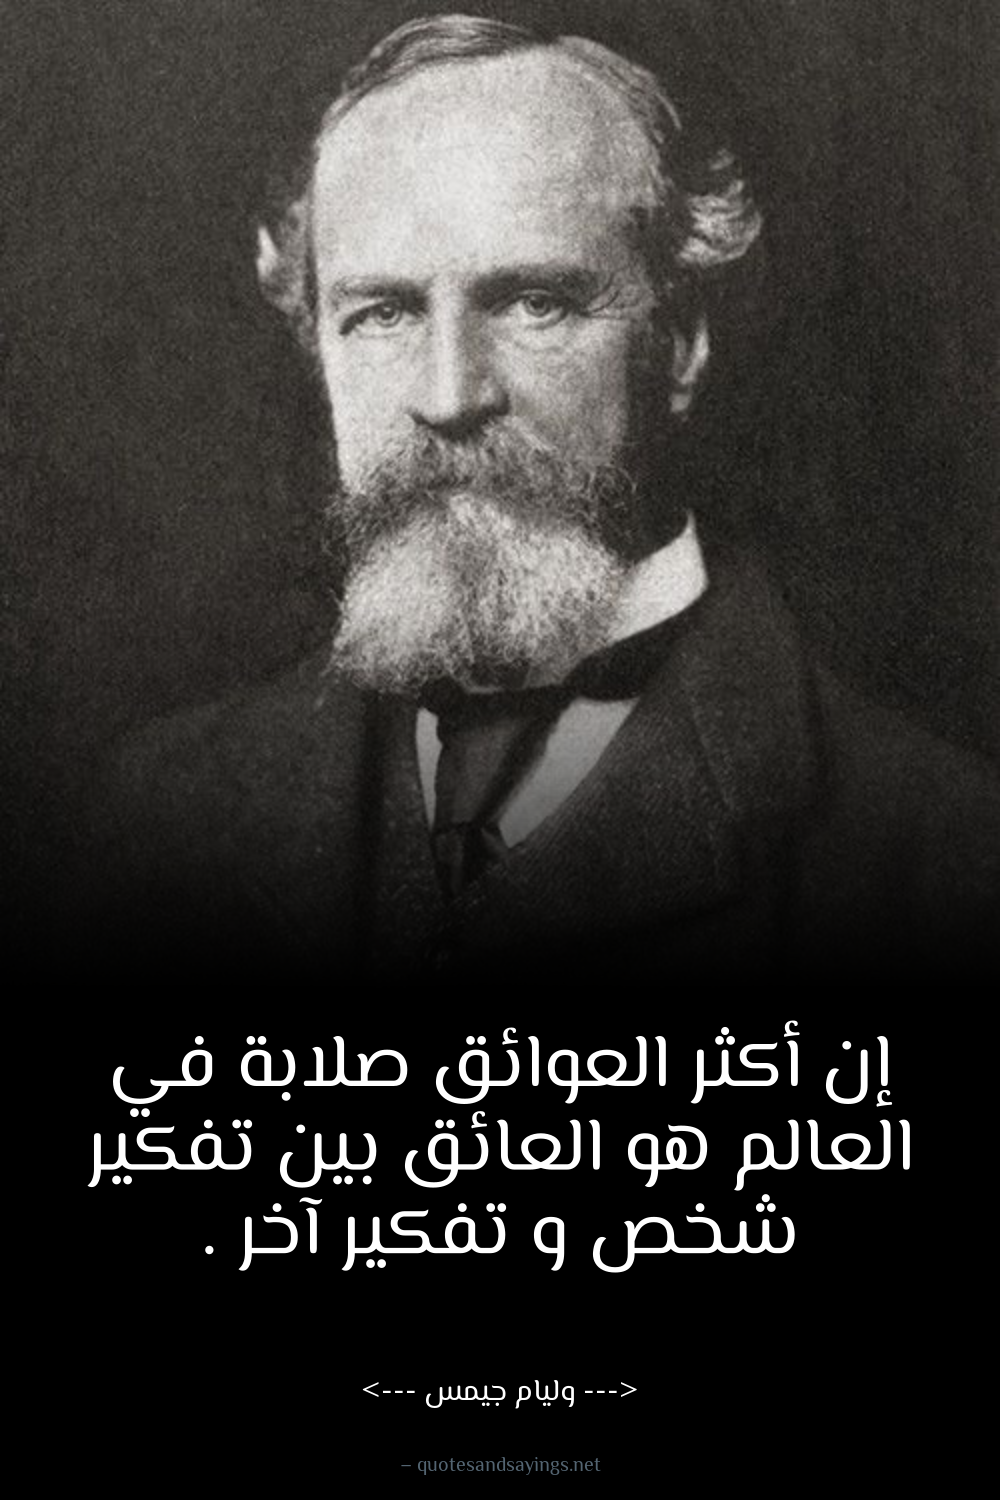 إن أكثر العوائق صلابة في
العالم هو العائق بين تفكير
شخص و تفكير آخر .
<--- وليام جيمس --->
– quotesandsayings.net